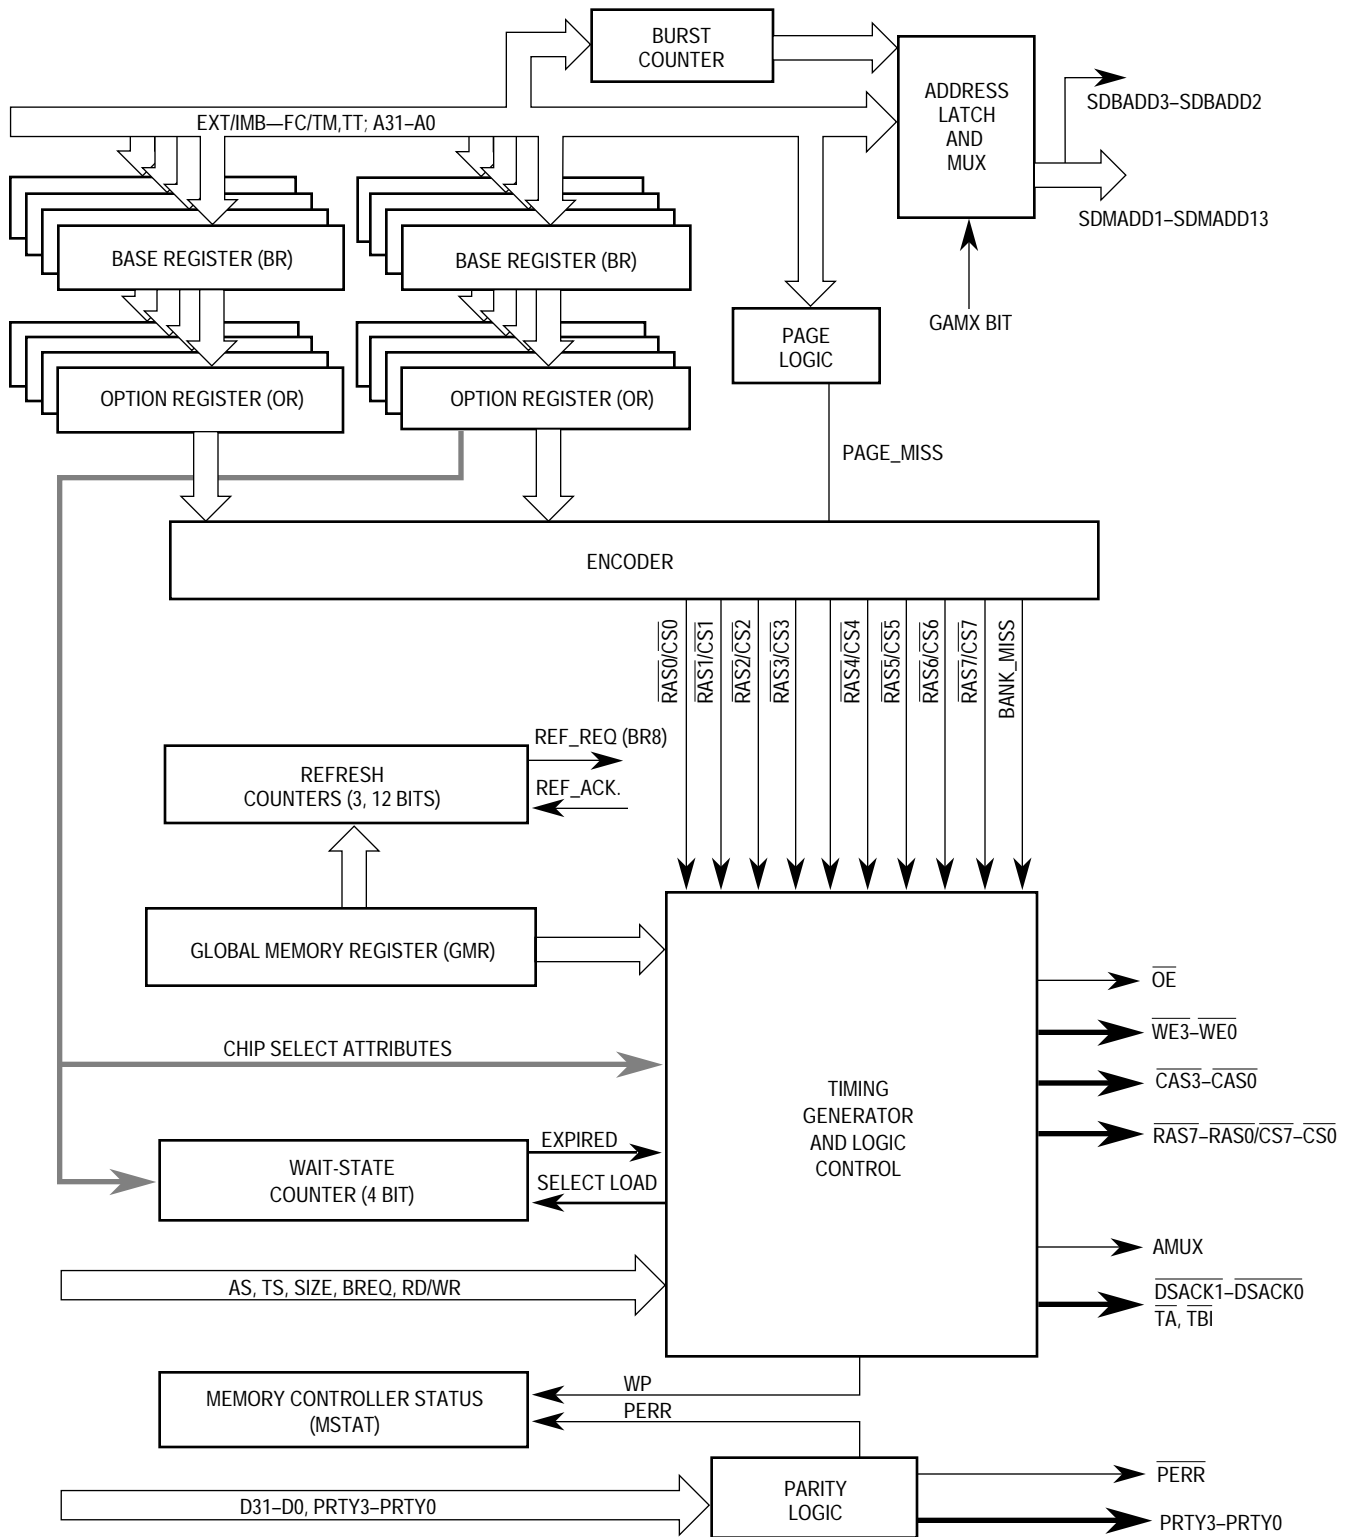 BURST
COUNTER
ADDRESS
LATCH
AND
MUX
SDBADD3–SDBADD2
EXT/IMB—FC/TM,TT; A31–A0
SDMADD1–SDMADD13
BASE REGISTER (BR)
BASE REGISTER (BR)
GAMX BIT
PAGE
LOGIC
OPTION REGISTER (OR)
OPTION REGISTER (OR)
PAGE_MISS
ENCODER
RAS0/CS0
RAS1/CS1
RAS2/CS2
RAS3/CS3
RAS4/CS4
RAS5/CS5
RAS6/CS6
RAS7/CS7
BANK_MISS
REF_REQ (BR8)
REFRESH
COUNTERS (3, 12 BITS)
REF_ACK.
GLOBAL MEMORY REGISTER (GMR)
OE
WE3–WE0
CHIP SELECT ATTRIBUTES
CAS3–CAS0
TIMING
GENERATOR
AND LOGIC
CONTROL
RAS7–RAS0/CS7–CS0
EXPIRED
WAIT-STATE
COUNTER (4 BIT)
SELECT LOAD
AMUX
AS, TS, SIZE, BREQ, RD/WR
DSACK1–DSACK0
TA, TBI
WP
MEMORY CONTROLLER STATUS
(MSTAT)
PERR
PERR
PARITY
LOGIC
D31–D0, PRTY3–PRTY0
PRTY3–PRTY0